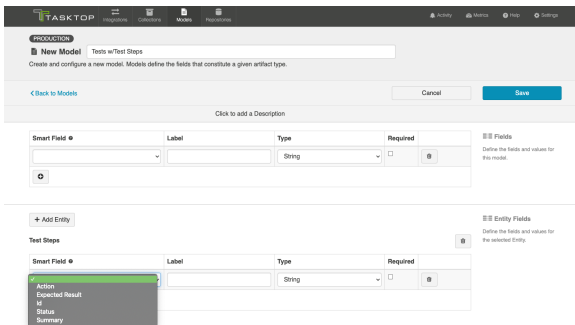 TASKTOP
Integrations Collections Models Repositories Activity Metrics Help Settings
PRODUCTION
New Model Tests w/Test Steps
Create and configure a new model. Models define the fields that constitute a given artifact type.
Back to Models Cancel Save
Click to add a Description
Smart Field Label Type Required
String
Fields
Define the fields and values for
this model.
+ Add Entity
Test Steps
Entity Fields
Define the fields and values for
the selected Entity.
Smart Field Label Type Required
String
Action
Expected Result
Id
Status
Summary